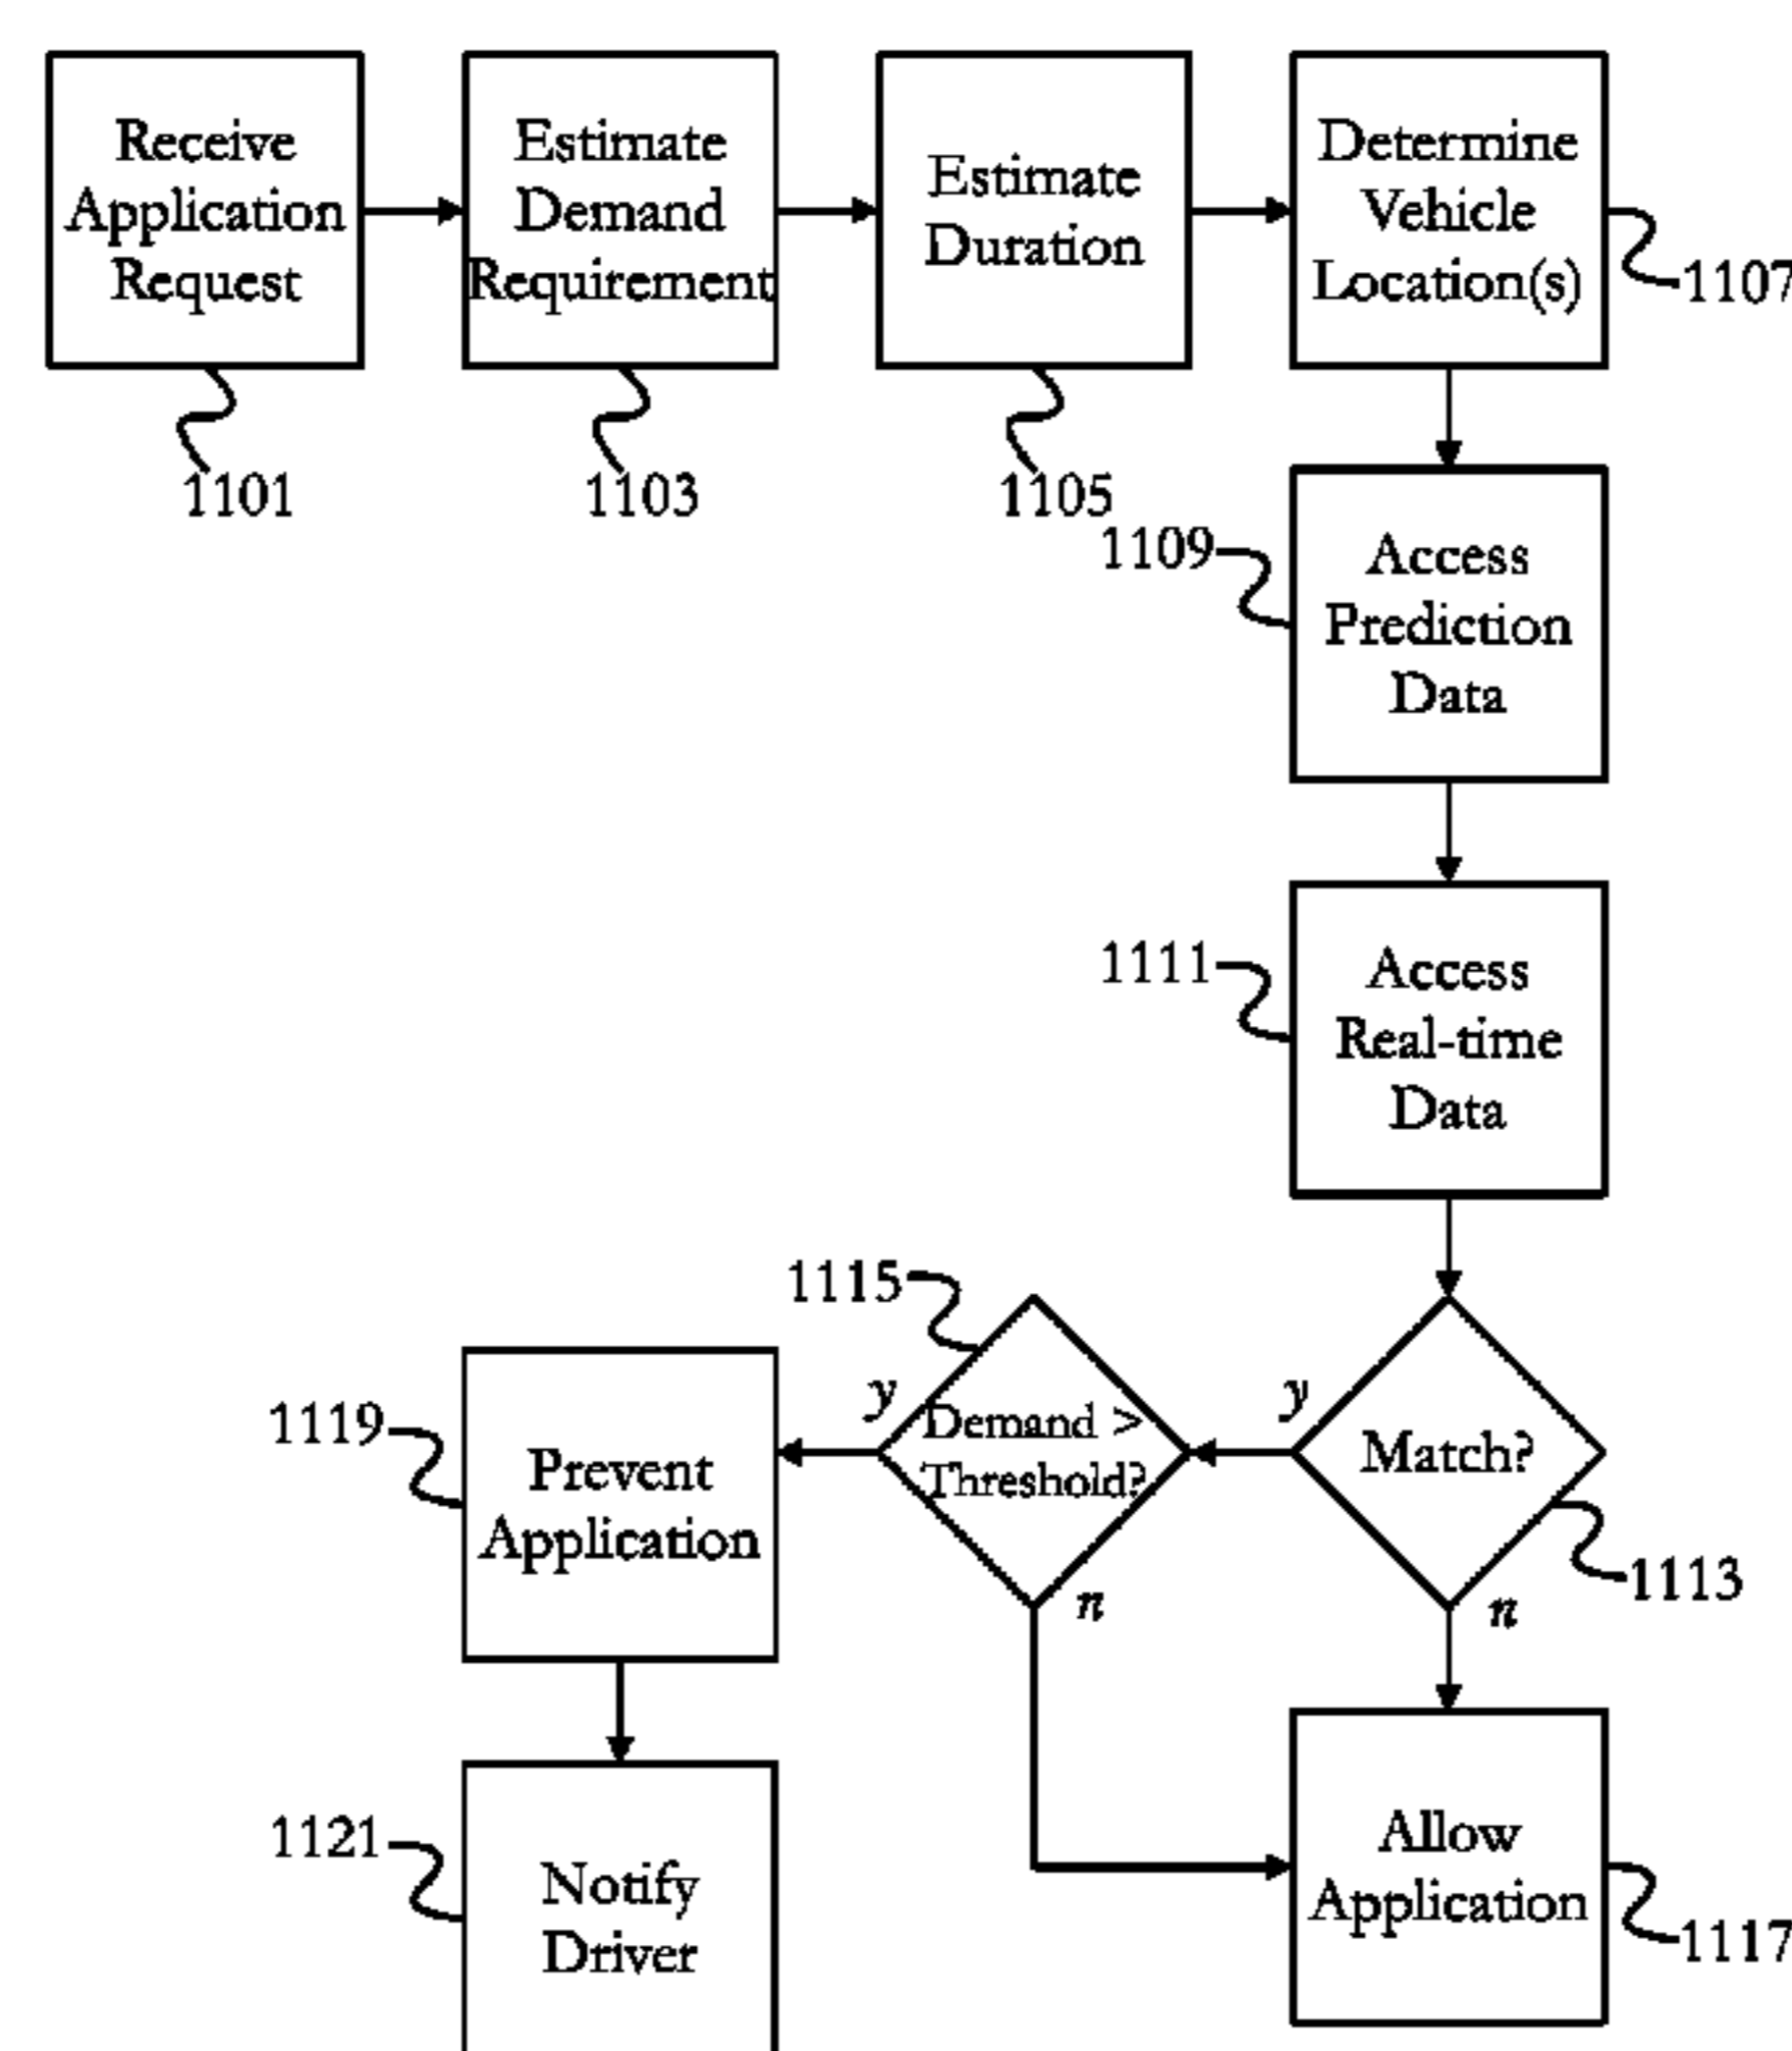 Receive
Application
Request
1101
Estimate
Demand
Requirement
1103
Estimate
Duration
1105
Determine
Vehicle
Location(s)
1107
1109
Access
Prediction
Data
1111
Access
Real-time
Data
Match?
1113
y
n
1115
Demand >
Threshold?
y
n
1119
Prevent
Application
1121
Notify
Driver
Allow
Application
1117